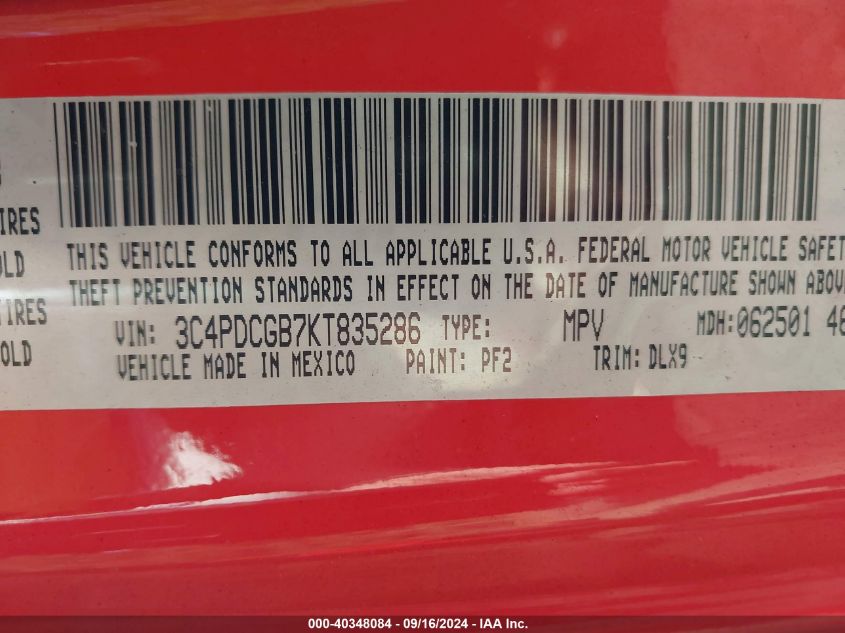 IRES
THIS VEHICLE CONFORMS TO ALL APPLICABLE U.S.A. FEDERAL MOTOR VEHICLE SAFET
OLD
THEFT PREVENTION STANDARDS IN EFFECT ON THE DATE OF MANUFACTURE SHOWN ABOV
IRES
VIN: 3C4PDCGB7KT835286 TYPE: MPV MDH:062501 46
OLD
VEHICLE MADE IN MEXICO PAINT: PF2 TRIM: DLX9
000-40348084 - 09/16/2024 - IAA Inc.